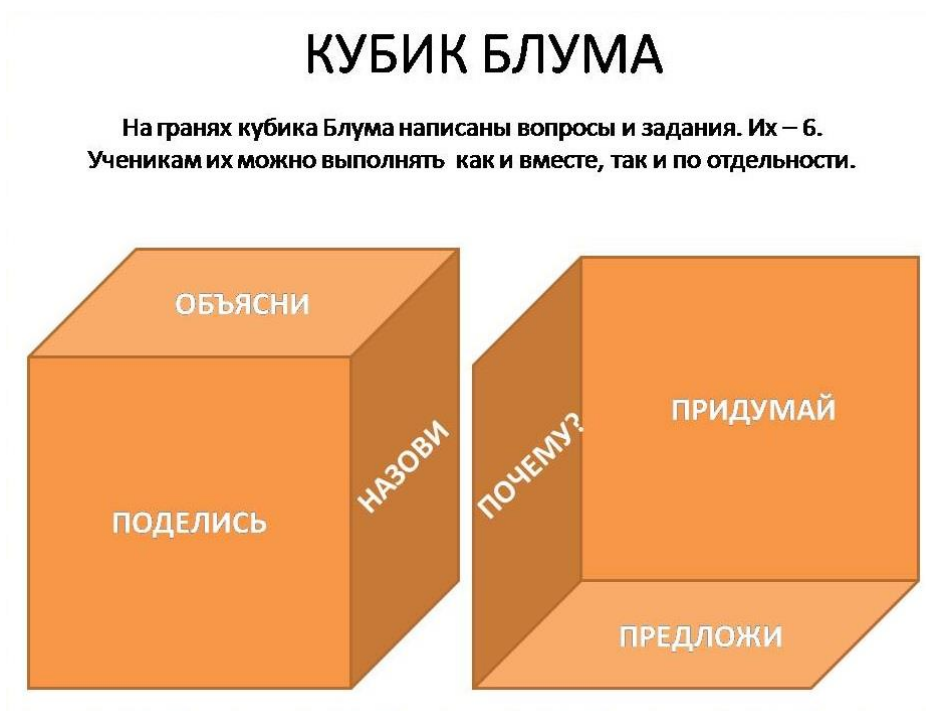 КУБИК БЛУМА
На гранях кубика Блума написаны вопросы и задания. Их – 6.
Ученикам их можно выполнять как и вместе, так и по отдельности.
ОБЪЯСНИ
НАЗОВИ
ПОДЕЛИСЬ
ПОЧЕМУ?
ПРИДУМАЙ
ПРЕДЛОЖИ